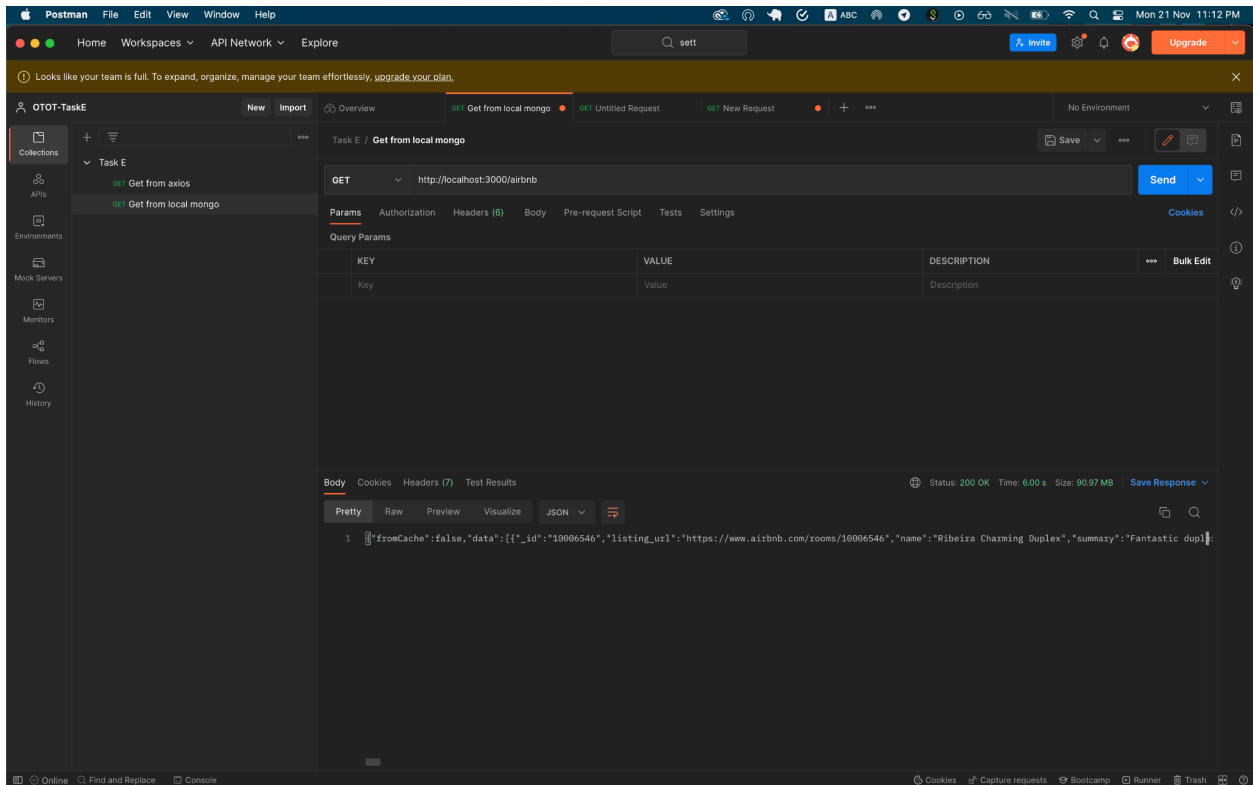 Postman File Edit View Window Help A ABC S Mon 21 Nov 11:12 PM
Home Workspaces API Network Explore sett Invite Upgrade
Looks like your team is full. To expand, organize, manage your team effortlessly, upgrade your plan.
OTOT-TaskE New Import Overview GET Get from local mongo GET Untitled Request GET New Request No Environment
Collections
Task E / Get from local mongo Save
Task E
GET Get from axios
GET Get from local mongo
APIs
Environments
Mock Servers
Monitors
Flows
History
GET http://localhost:3000/airbnb Send
Params Authorization Headers (6) Body Pre-request Script Tests Settings Cookies
Query Params
KEY VALUE DESCRIPTION Bulk Edit
Key Value Description
Body Cookies Headers (7) Test Results Status: 200 OK Time: 6.00 s Size: 90.97 MB Save Response
Pretty Raw Preview Visualize JSON
1 {"fromCache":false,"data":[{"_id":"10006546","listing_url":"https://www.airbnb.com/rooms/10006546","name":"Ribeira Charming Duplex","summary":"Fantastic duple
Online Find and Replace Console Cookies Capture requests Bootcamp Runner Trash